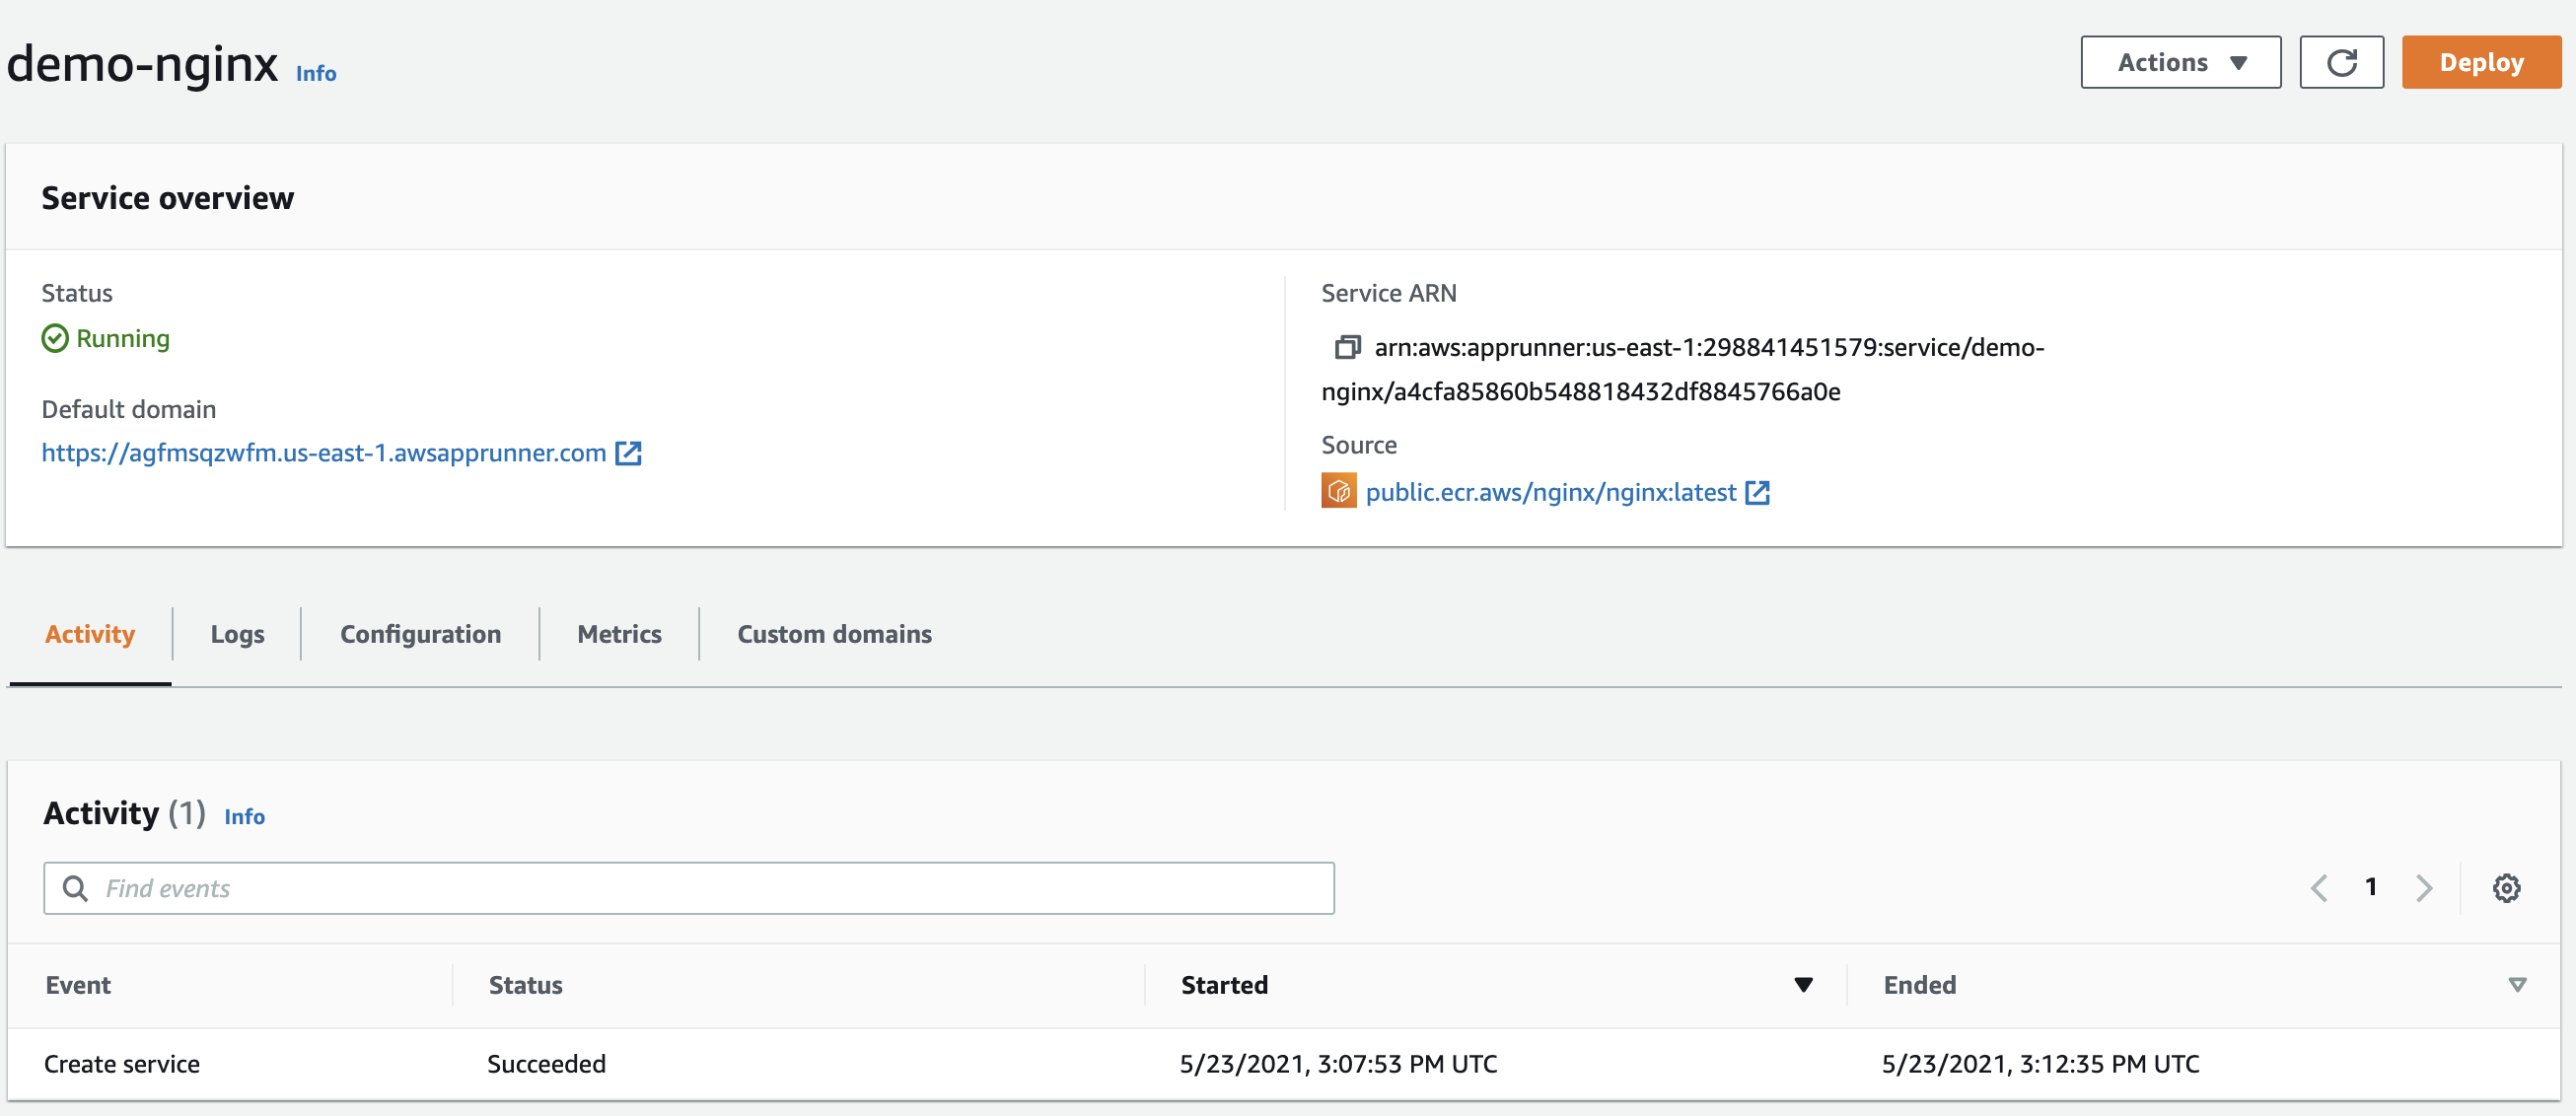 demo-nginx Info
Actions
Deploy
Service overview
Status
Running
Default domain
https://agfmsqzwfm.us-east-1.awsapprunner.com
Service ARN
arn:aws:apprunner:us-east-1:298841451579:service/demo-
nginx/a4cfa85860b548818432df8845766a0e
Source
public.ecr.aws/nginx/nginx:latest
Activity Logs Configuration Metrics Custom domains
Activity (1) Info
Find events
1
Event Status Started Ended
Create service Succeeded 5/23/2021, 3:07:53 PM UTC 5/23/2021, 3:12:35 PM UTC